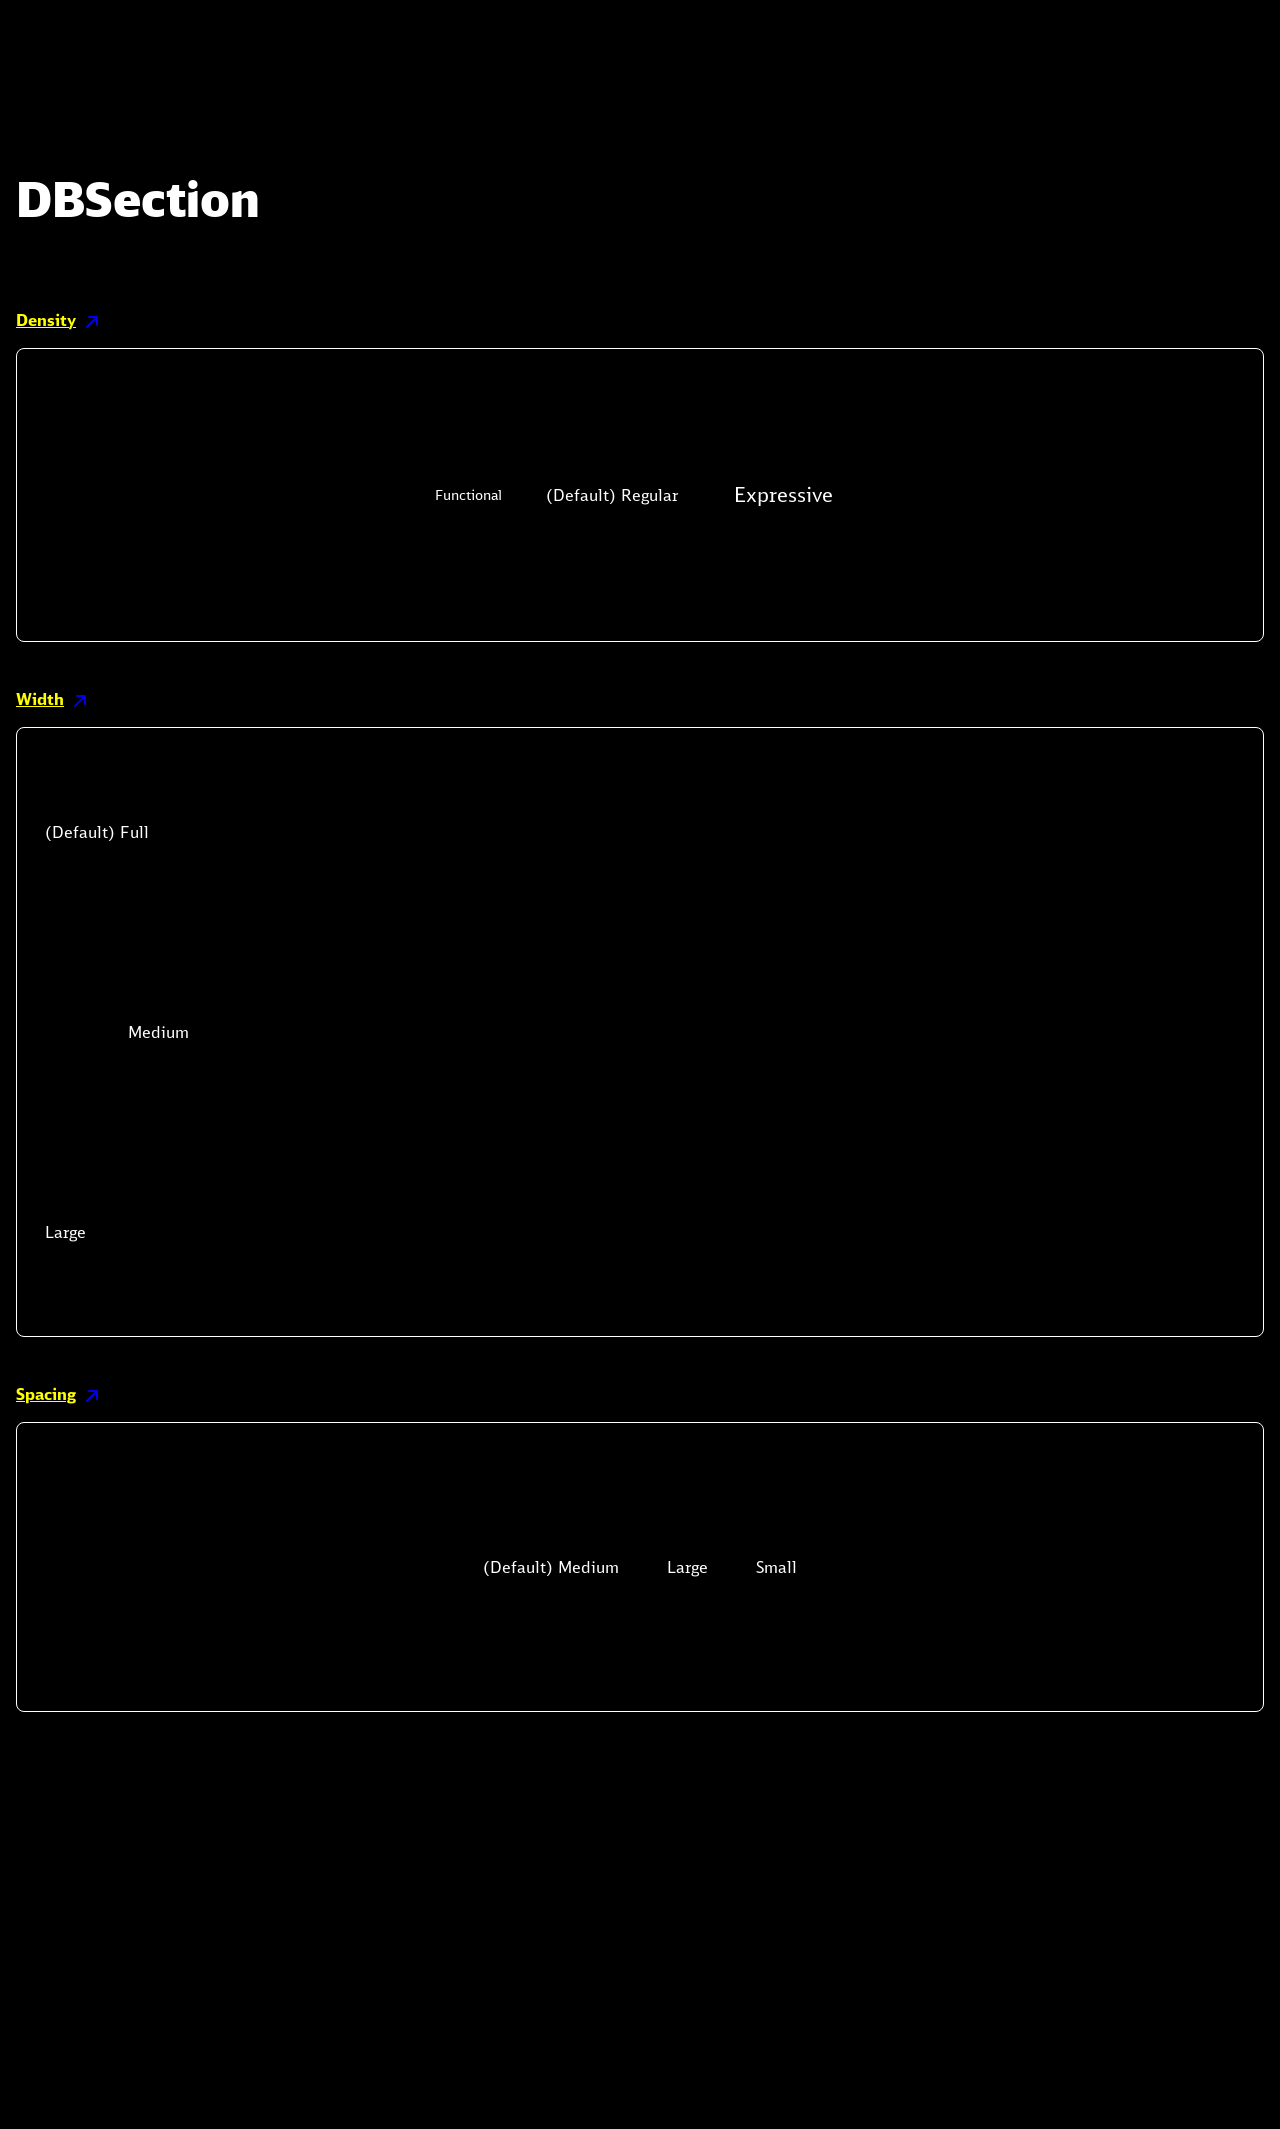 DBSection
Density
Functional (Default) Regular Expressive
Width
(Default) Full
Medium
Large
Spacing
(Default) Medium Large Small